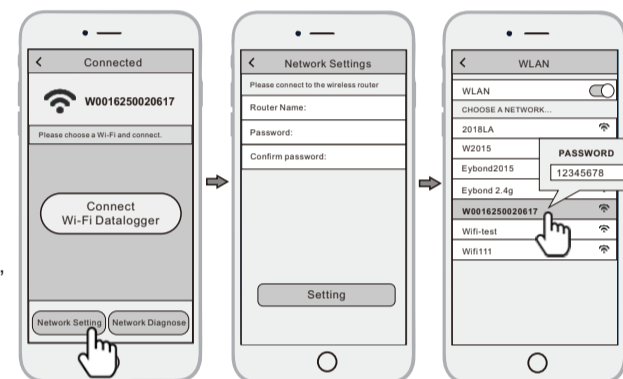 ,
Connected
W0016250020617
Please choose a Wi-Fi and connect.
Connect
Wi-Fi Datalogger
Network Setting
Network Diagnose
Network Settings
Please connect to the wireless router
Router Name:
Password:
Confirm password:
Setting
WLAN
WLAN
CHOOSE A NETWORK...
2018LA
W2015
Eybond2015
Eybond 2.4g
W0016250020617
Wifi-test
Wifi111
PASSWORD
12345678